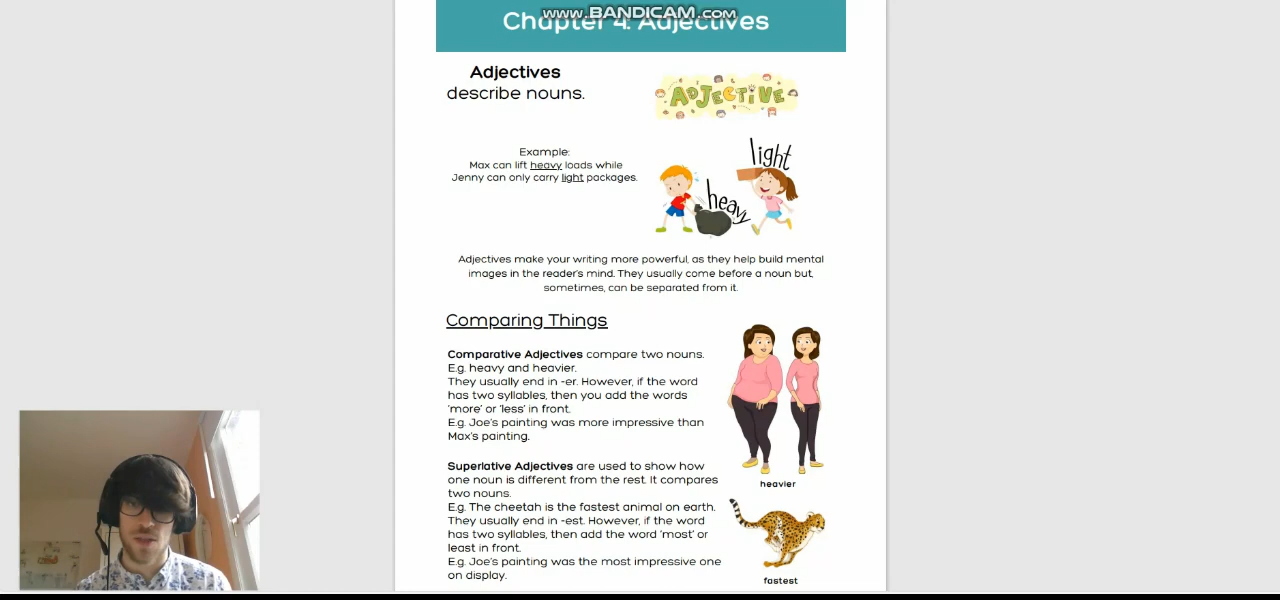 www.BANDICAM.com
Chapter 4: Adjectives
Adjectives
describe nouns.
ADJECTIVE
Example:
Max can lift heavy loads while
Jenny can only carry light packages.
light
heavy
Adjectives make your writing more powerful, as they help build mental
images in the reader's mind. They usually come before a noun but,
sometimes, can be separated from it.
Comparing Things
Comparative Adjectives compare two nouns.
E.g. heavy and heavier.
They usually end in -er. However, if the word
has two syllables, then you add the words
'more' or 'less' in front.
E.g. Joe's painting was more impressive than
Max's painting.
heavier
Superlative Adjectives are used to show how
one noun is different from the rest. It compares
two nouns.
E.g. The cheetah is the fastest animal on earth.
They usually end in -est. However, if the word
has two syllables, then add the word 'most' or
least in front.
E.g. Joe's painting was the most impressive one
on display.
fastest